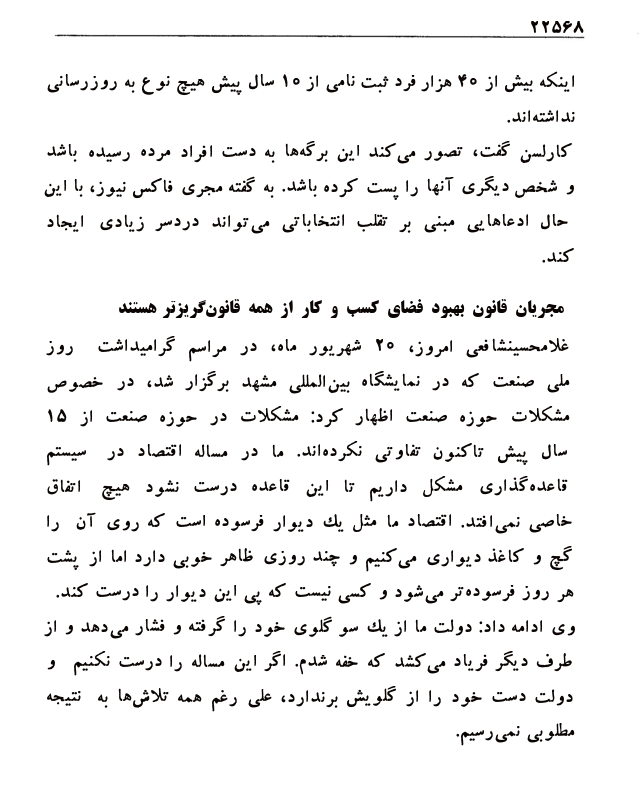 ۲۲۵۶۸
اینکه بیش از ۴۰ هزار فرد ثبت نامی از ۱۰ سال پیش هیچ نوع به روزرسانی
نداشته‌اند.
کارلسن گفت، تصور می‌کند این برگه‌ها به دست افراد مرده رسیده باشد
و شخص دیگری آنها را پست کرده باشد. به گفته مجری فاکس نیوز، با این
حال ادعاهایی مبنی بر تقلب انتخاباتی می‌تواند دردسر زیادی ایجاد
کند.
مجریان قانون بهبود فضای کسب و کار از همه قانون‌گریزتر هستند
غلامحسینشافعی امروز، ۲۰ شهریور ماه، در مراسم گرامیداشت روز
ملی صنعت که در نمایشگاه بین‌المللی مشهد برگزار شد، در خصوص
مشکلات حوزه صنعت اظهار کرد: مشکلات در حوزه صنعت از ۱۵
سال پیش تاکنون تفاوتی نکرده‌اند. ما در مساله اقتصاد در سیستم
قاعده‌گذاری مشکل داریم تا این قاعده درست نشود هیچ اتفاق
خاصی نمی‌افتد. اقتصاد ما مثل یك دیوار فرسوده است که روی آن را
گچ و کاغذ دیواری می‌کنیم و چند روزی ظاهر خوبی دارد اما از پشت
هر روز فرسوده‌تر می‌شود و کسی نیست که پی این دیوار را درست کند.
وی ادامه داد: دولت ما از یك سو گلوی خود را گرفته و فشار می‌دهد و از
طرف دیگر فریاد می‌کشد که خفه شدم. اگر این مساله را درست نکنیم و
دولت دست خود را از گلویش برندارد، علی رغم همه تلاش‌ها به نتیجه
مطلوبی نمی‌رسیم.